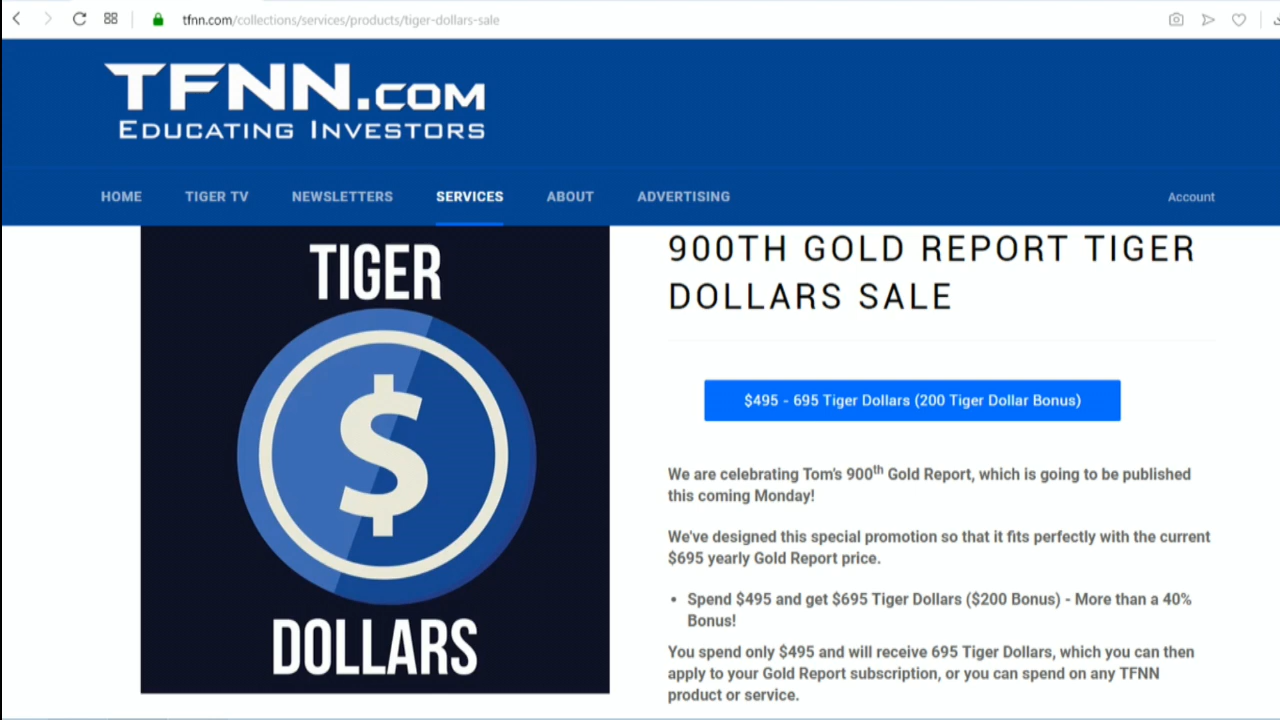 tfnn.com/collections/services/products/tiger-dollars-sale
TFNN.COM
EDUCATING INVESTORS
HOME TIGER TV NEWSLETTERS SERVICES ABOUT ADVERTISING Account
TIGER
$
DOLLARS
900TH GOLD REPORT TIGER
DOLLARS SALE
$495 - 695 Tiger Dollars (200 Tiger Dollar Bonus)
We are celebrating Tom's 900th Gold Report, which is going to be published
this coming Monday!
We've designed this special promotion so that it fits perfectly with the current
$695 yearly Gold Report price.
• Spend $495 and get $695 Tiger Dollars ($200 Bonus) - More than a 40%
Bonus!
You spend only $495 and will receive 695 Tiger Dollars, which you can then
apply to your Gold Report subscription, or you can spend on any TFNN
product or service.